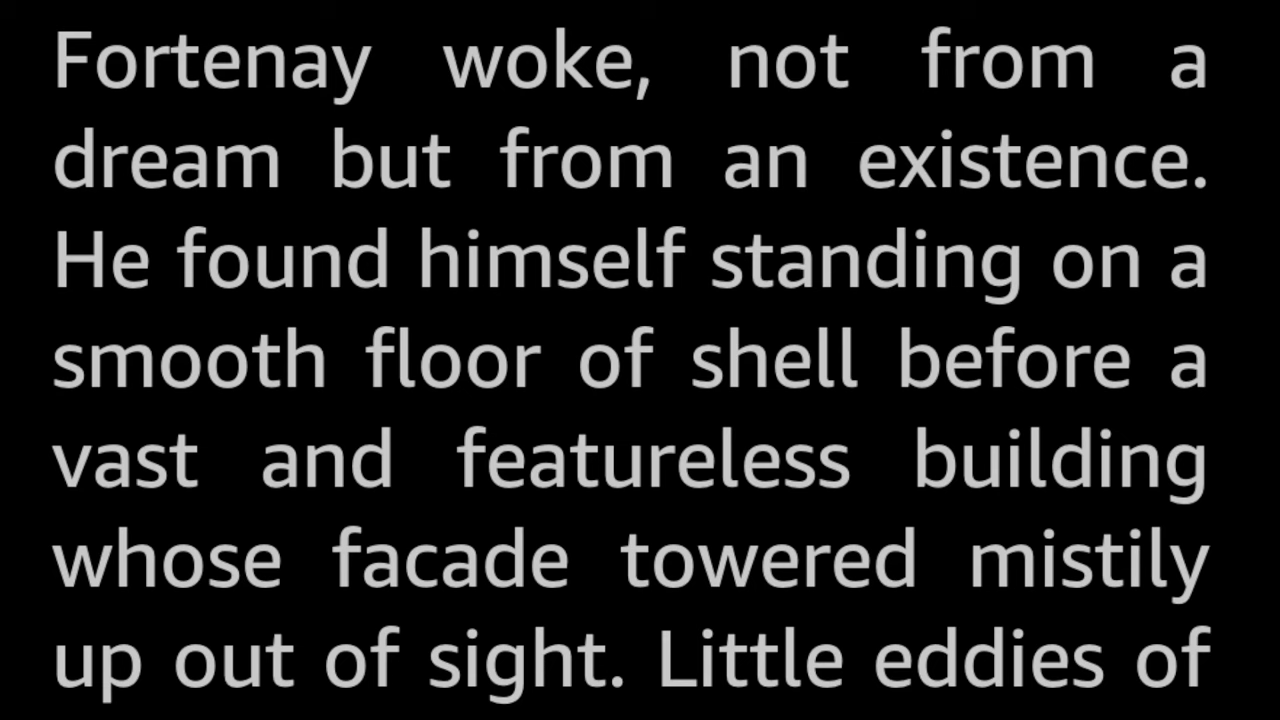 Fortenay woke, not from a
dream but from an existence.
He found himself standing on a
smooth floor of shell before a
vast and featureless building
whose facade towered mistily
up out of sight. Little eddies of